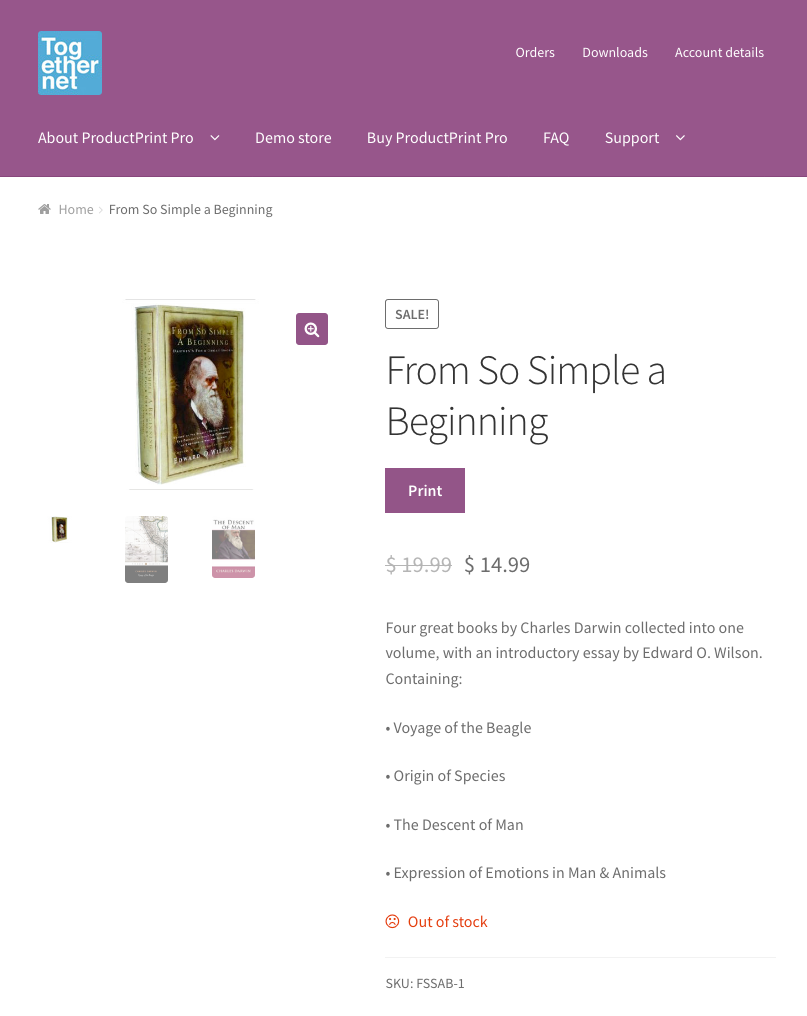 Tog
ether
net
Orders Downloads Account details
About ProductPrint Pro Demo store Buy ProductPrint Pro FAQ Support
Home From So Simple a Beginning
FROM SO SIMPLE
A BEGINNING
EDWARD O. WILSON
THE DESCENT
OF MAN
SALE!
From So Simple a
Beginning
Print
$ 19.99 $ 14.99
Four great books by Charles Darwin collected into one
volume, with an introductory essay by Edward O. Wilson.
Containing:
• Voyage of the Beagle
• Origin of Species
• The Descent of Man
• Expression of Emotions in Man & Animals
Out of stock
SKU: FSSAB-1